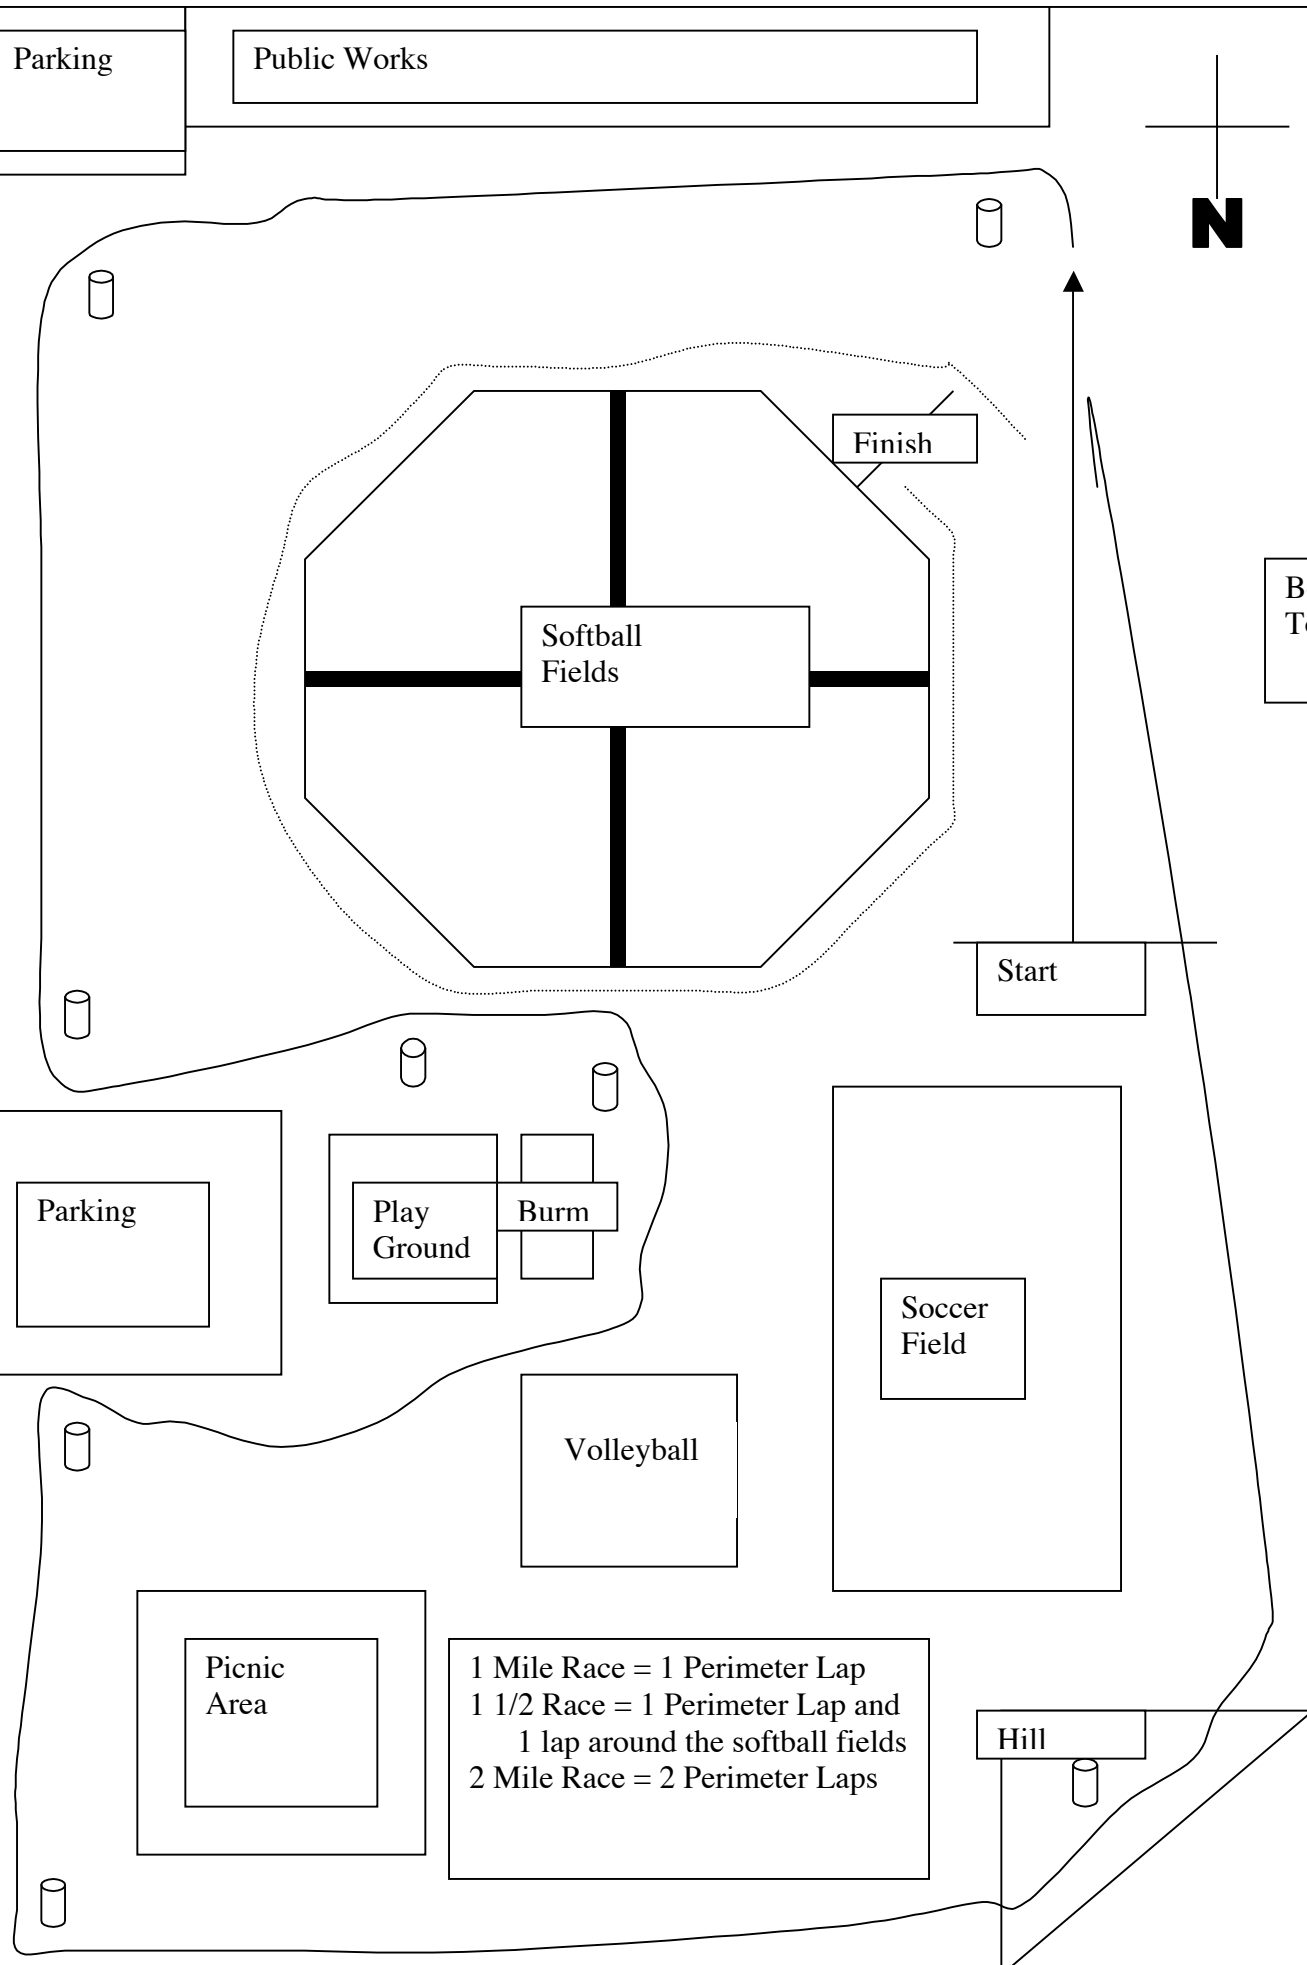 Parking
Public Works
N
Finish
Softball
Fields
Start
Parking
Play
Ground
Burm
Soccer
Field
Volleyball
Picnic
Area
1 Mile Race = 1 Perimeter Lap
1 1/2 Race = 1 Perimeter Lap and
1 lap around the softball fields
2 Mile Race = 2 Perimeter Laps
Hill